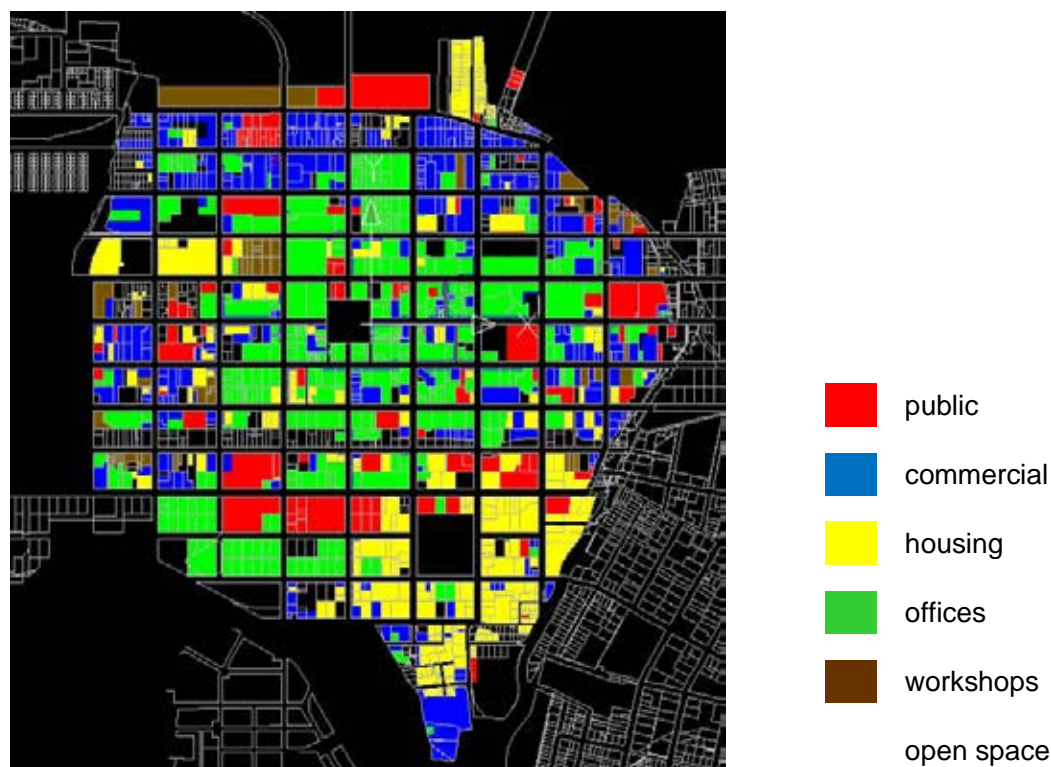 public
commercial
housing
offices
workshops
open space